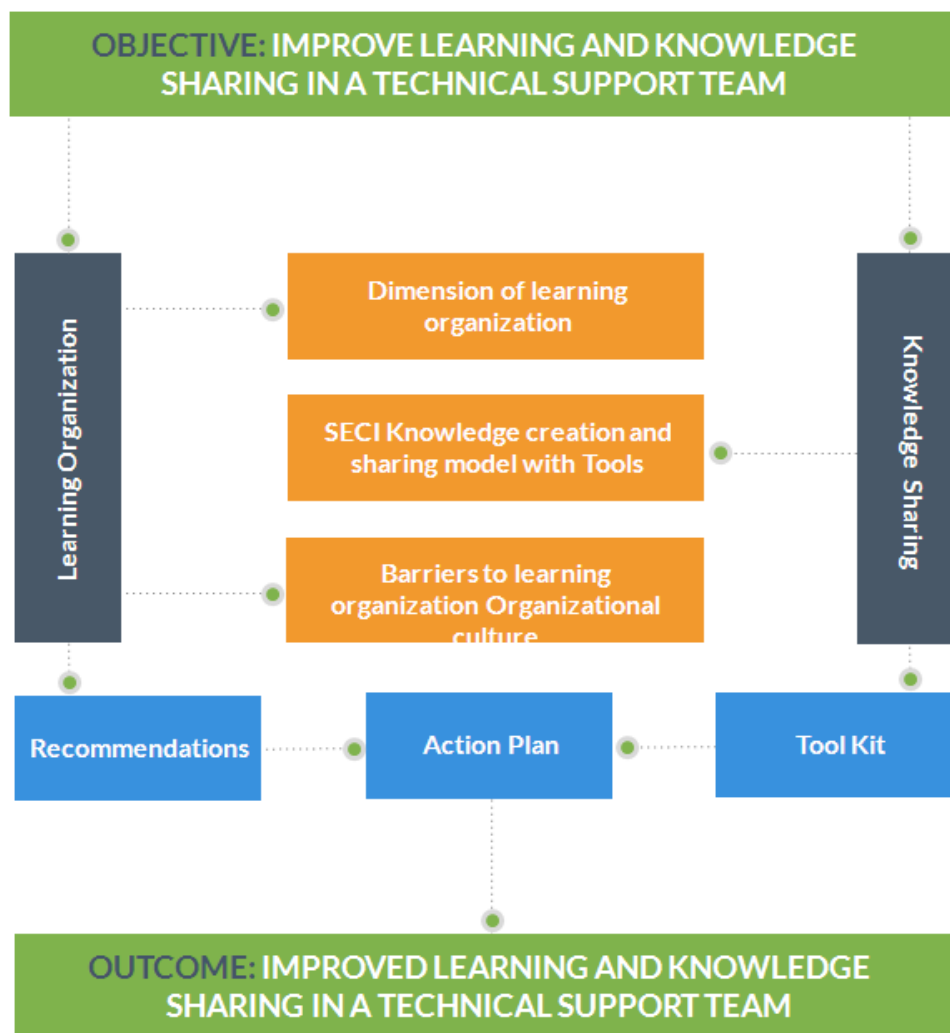 OBJECTIVE: IMPROVE LEARNING AND KNOWLEDGE
SHARING IN A TECHNICAL SUPPORT TEAM
Learning Organization
Dimension of learning
organization
SECI Knowledge creation and
sharing model with Tools
Barriers to learning
organization Organizational
culture
Knowledge Sharing
Recommendations
Action Plan
Tool Kit
OUTCOME: IMPROVED LEARNING AND KNOWLEDGE
SHARING IN A TECHNICAL SUPPORT TEAM